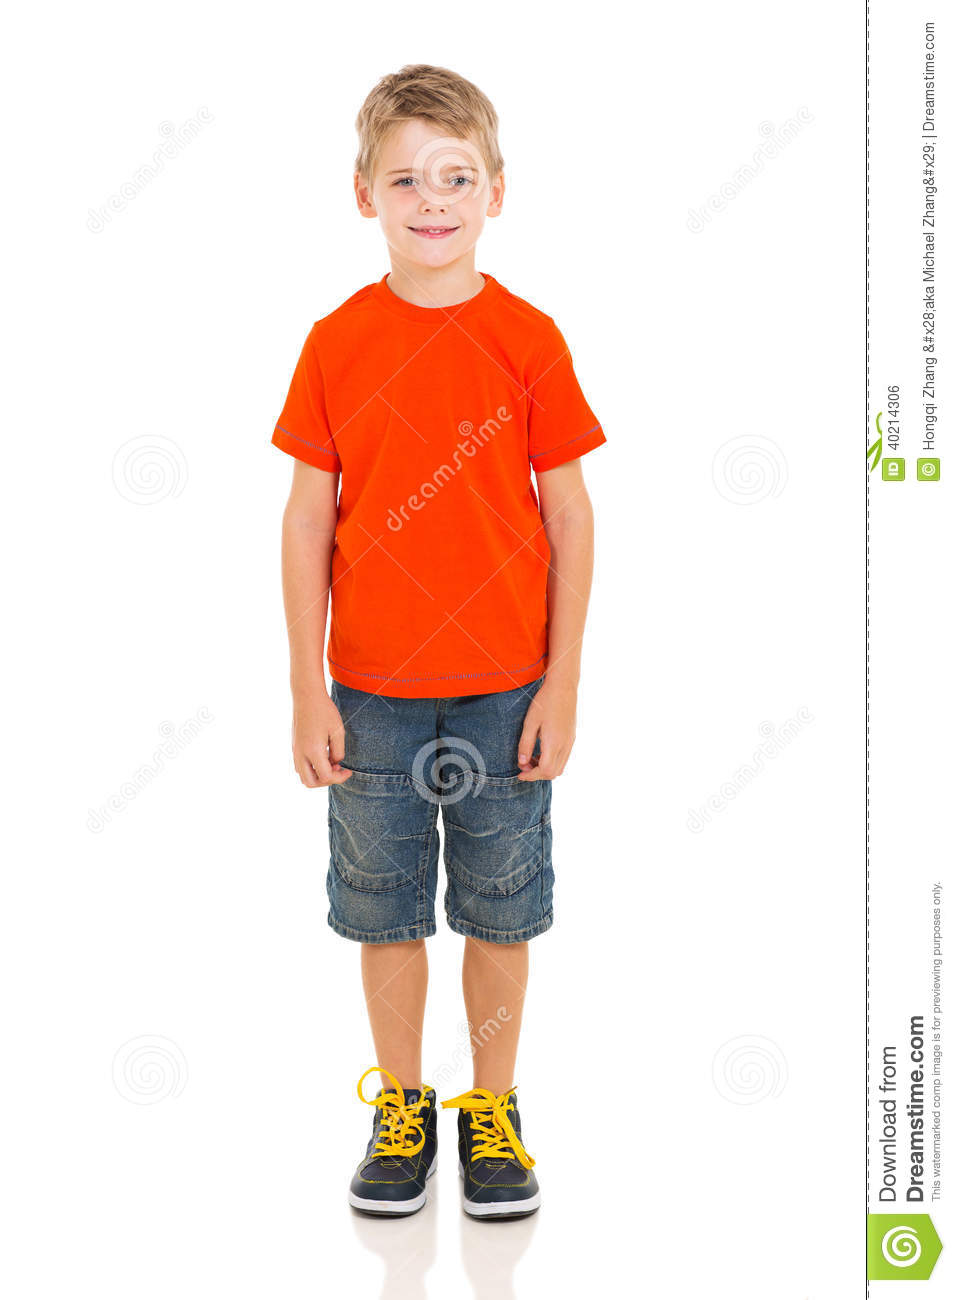 dreamstime
dreamstime
dreamstime
dreamstime
dreamstime
dreamstime
ID 40214306
© Hongqi Zhang &#x28;aka Michael Zhang&#x29; | Dreamstime.com
Download from
Dreamstime.com
This watermarked comp image is for previewing purposes only.